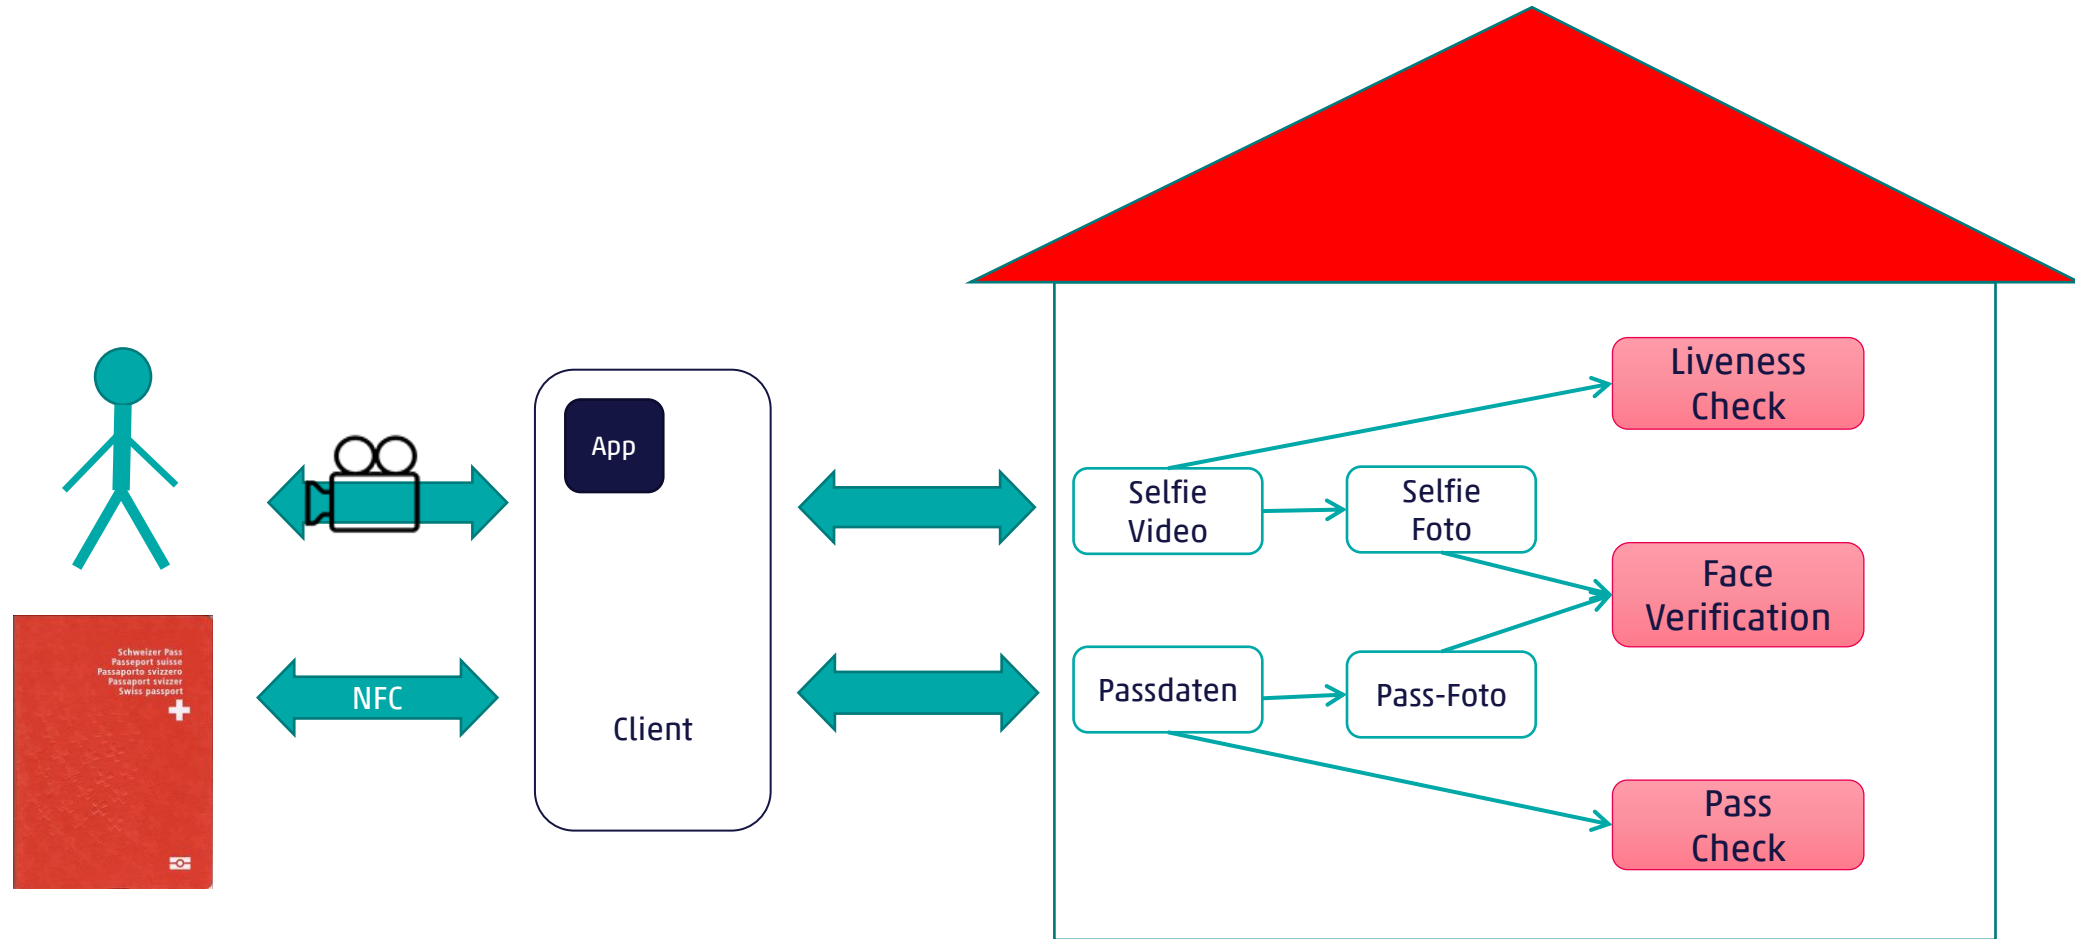 Liveness
Check
App
Selfie
Video
Selfie
Foto
Face
Verification
Schweizer Pass
Passeport suisse
Passaporto svizzero
Passaport svizzer
Swiss passport
NFC
Client
Passdaten
Pass-Foto
Pass
Check